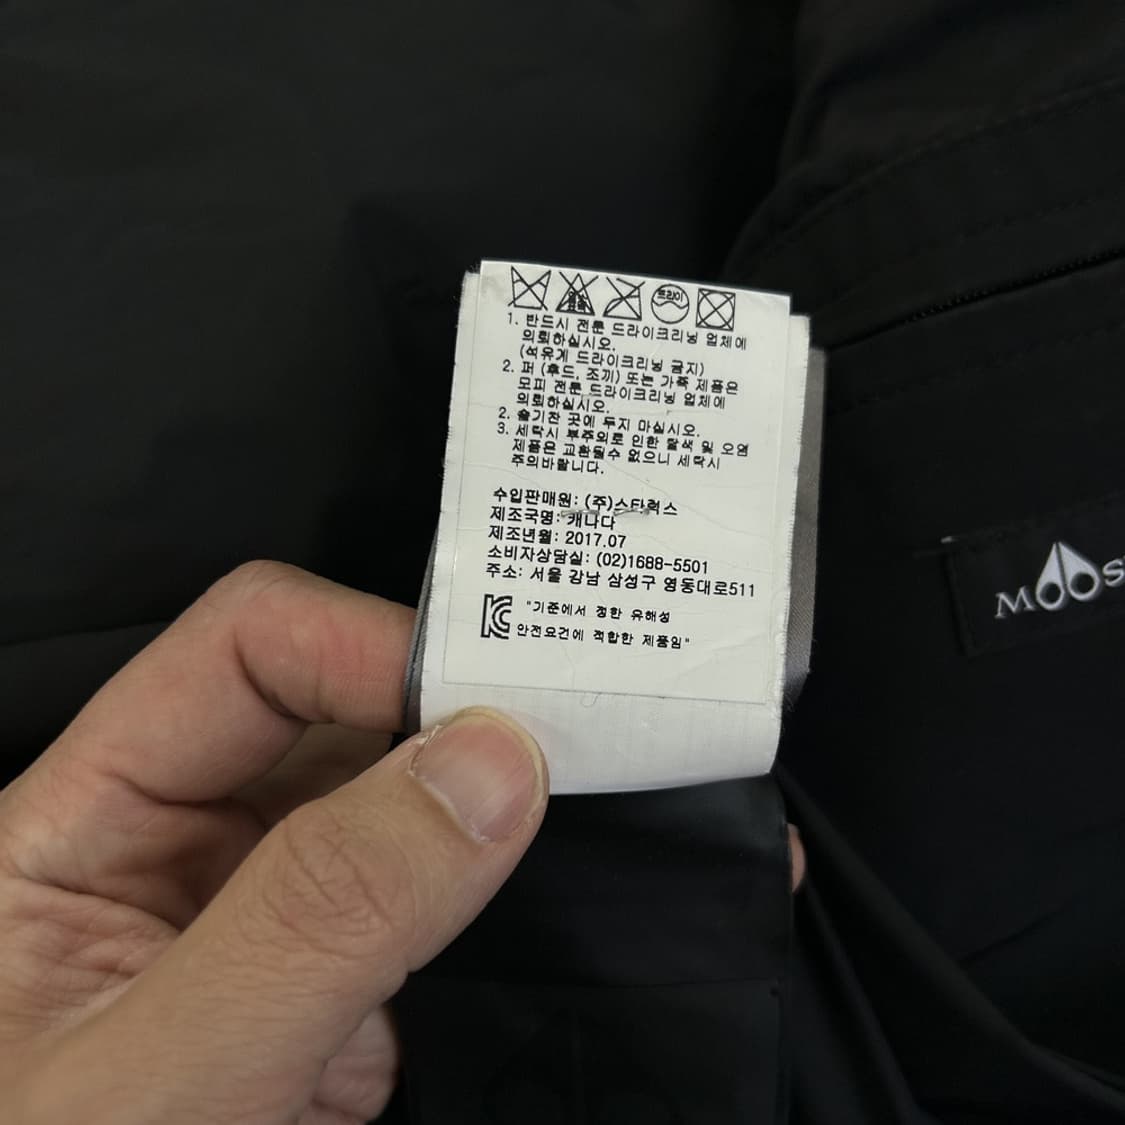 드라이
1. 반드시 전문 드라이크리닝 업체에
의뢰하십시오.
(석유계 드라이크리닝 금지)
2. 퍼 (후드, 조끼) 또는 가죽 제품은
모피 전문 드라이크리닝 업체에
의뢰하십시오.
2. 습기찬 곳에 두지 마십시오.
3. 세탁시 부주의로 인한 탈색 및 오염
제품은 교환될수 없으니 세탁시
주의바랍니다.
수입판매원: (주)스타럭스
제조국명: 캐나다
제조년월: 2017.07
소비자상담실: (02)1688-5501
주소: 서울 강남 삼성구 영동대로511
"기준에서 정한 유해성
안전요건에 적합한 제품임"
MOOS